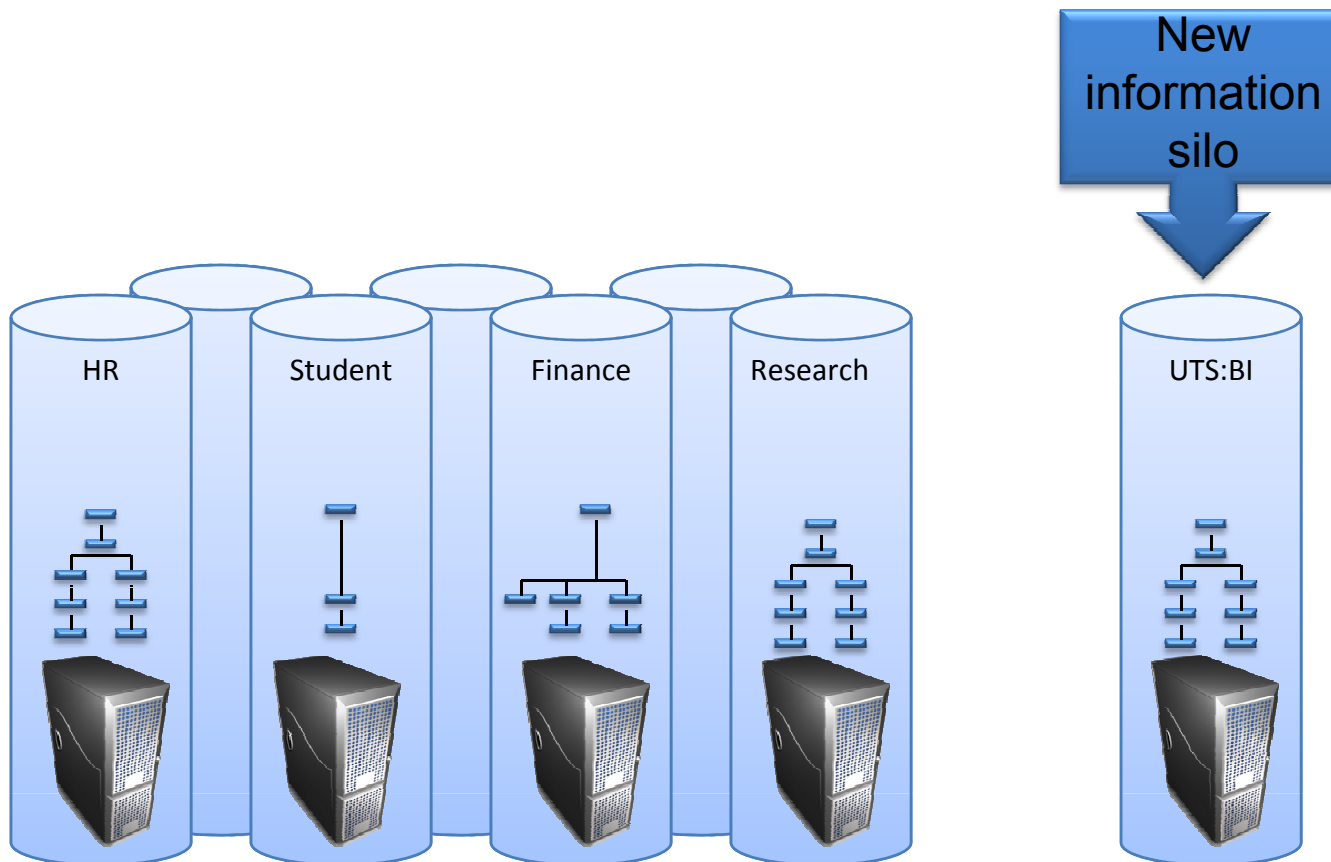 New
information
silo
HR
Student
Finance
Research
UTS:BI